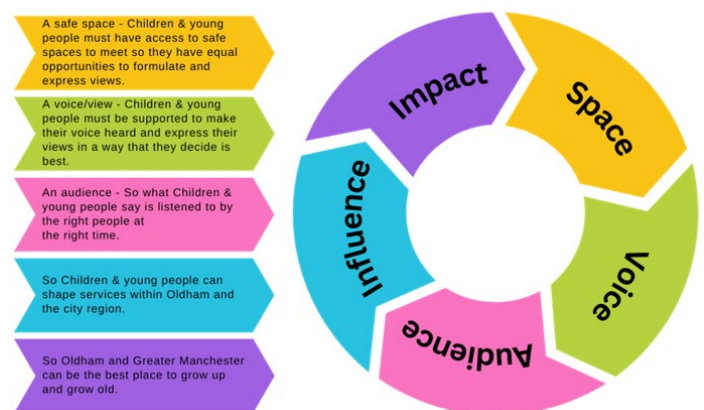 A safe space - Children & young
people must have access to safe
spaces to meet so they have equal
opportunities to formulate and
express views.
A voice/view - Children & young
people must be supported to make
their voice heard and express their
views in a way that they decide is
best.
An audience - So what Children &
young people say is listened to by
the right people at
the right time.
So Children & young people can
shape services within Oldham and
the city region.
So Oldham and Greater Manchester
can be the best place to grow up
and grow old.
Impact
Space
Voice
Audience
Influence